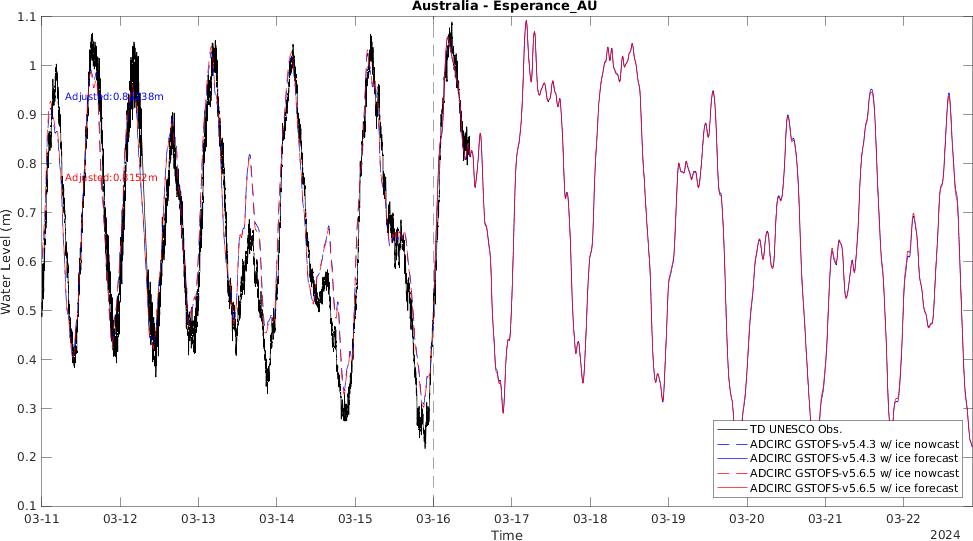 Australia - Esperance_AU
Water Level (m)
1.1
1
0.9
0.8
0.7
0.6
0.5
0.4
0.3
0.2
0.1
Adjusted:0.8152m
TD UNESCO Obs.
ADCIRC GSTOFS-v5.4.3 w/ ice nowcast
ADCIRC GSTOFS-v5.4.3 w/ ice forecast
ADCIRC GSTOFS-v5.6.5 w/ ice nowcast
ADCIRC GSTOFS-v5.6.5 w/ ice forecast
03-11 03-12 03-13 03-14 03-15 03-16 03-17 03-18 03-19 03-20 03-21 03-22
Time
2024